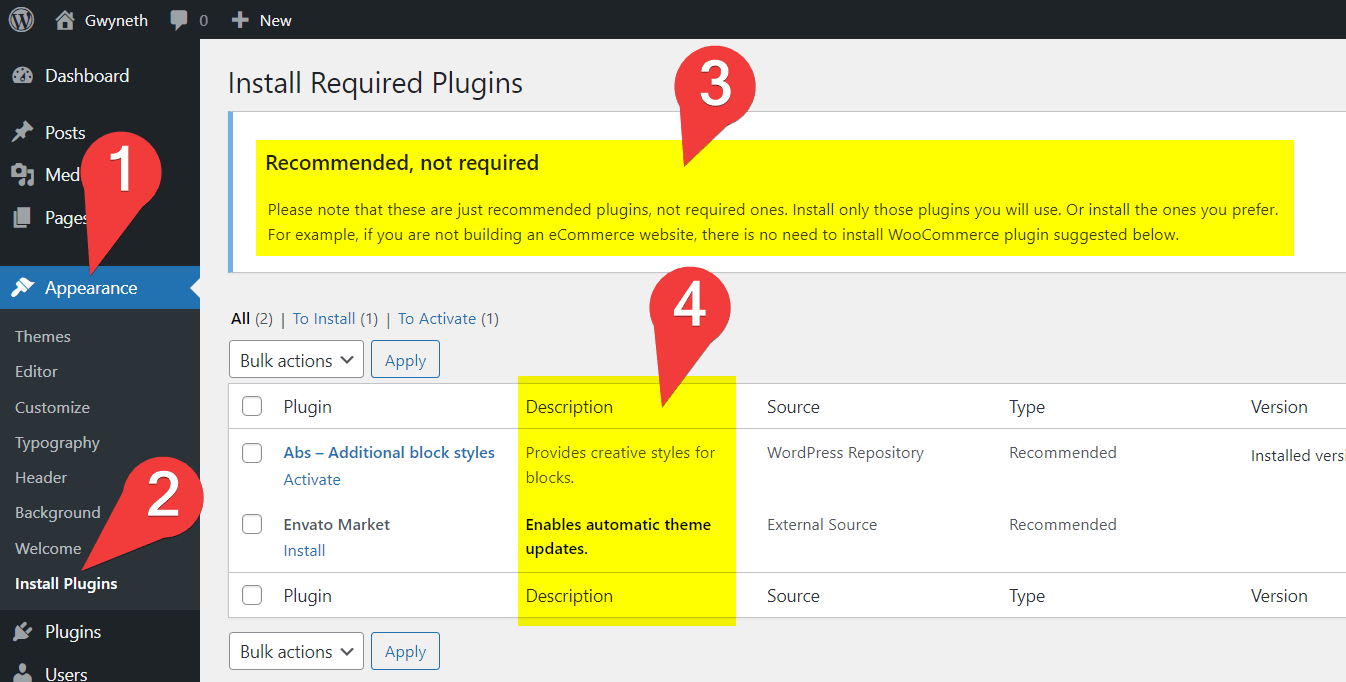 Gwyneth 0 New
Dashboard
Posts
Med
Pages
Appearance
Themes
Editor
Customize
Typography
Header
Background
Welcome
Install Plugins
Plugins
Users
1
2
Install Required Plugins
3
Recommended, not required
Please note that these are just recommended plugins, not required ones. Install only those plugins you will use. Or install the ones you prefer.
For example, if you are not building an eCommerce website, there is no need to install WooCommerce plugin suggested below.
4
All (2) | To Install (1) | To Activate (1)
Bulk actions Apply
Plugin Description Source Type Version
Abs – Additional block styles Provides creative styles for WordPress Repository Recommended Installed versi
Activate blocks.
Envato Market Enables automatic theme External Source Recommended
Install updates.
Plugin Description Source Type Version
Bulk actions Apply